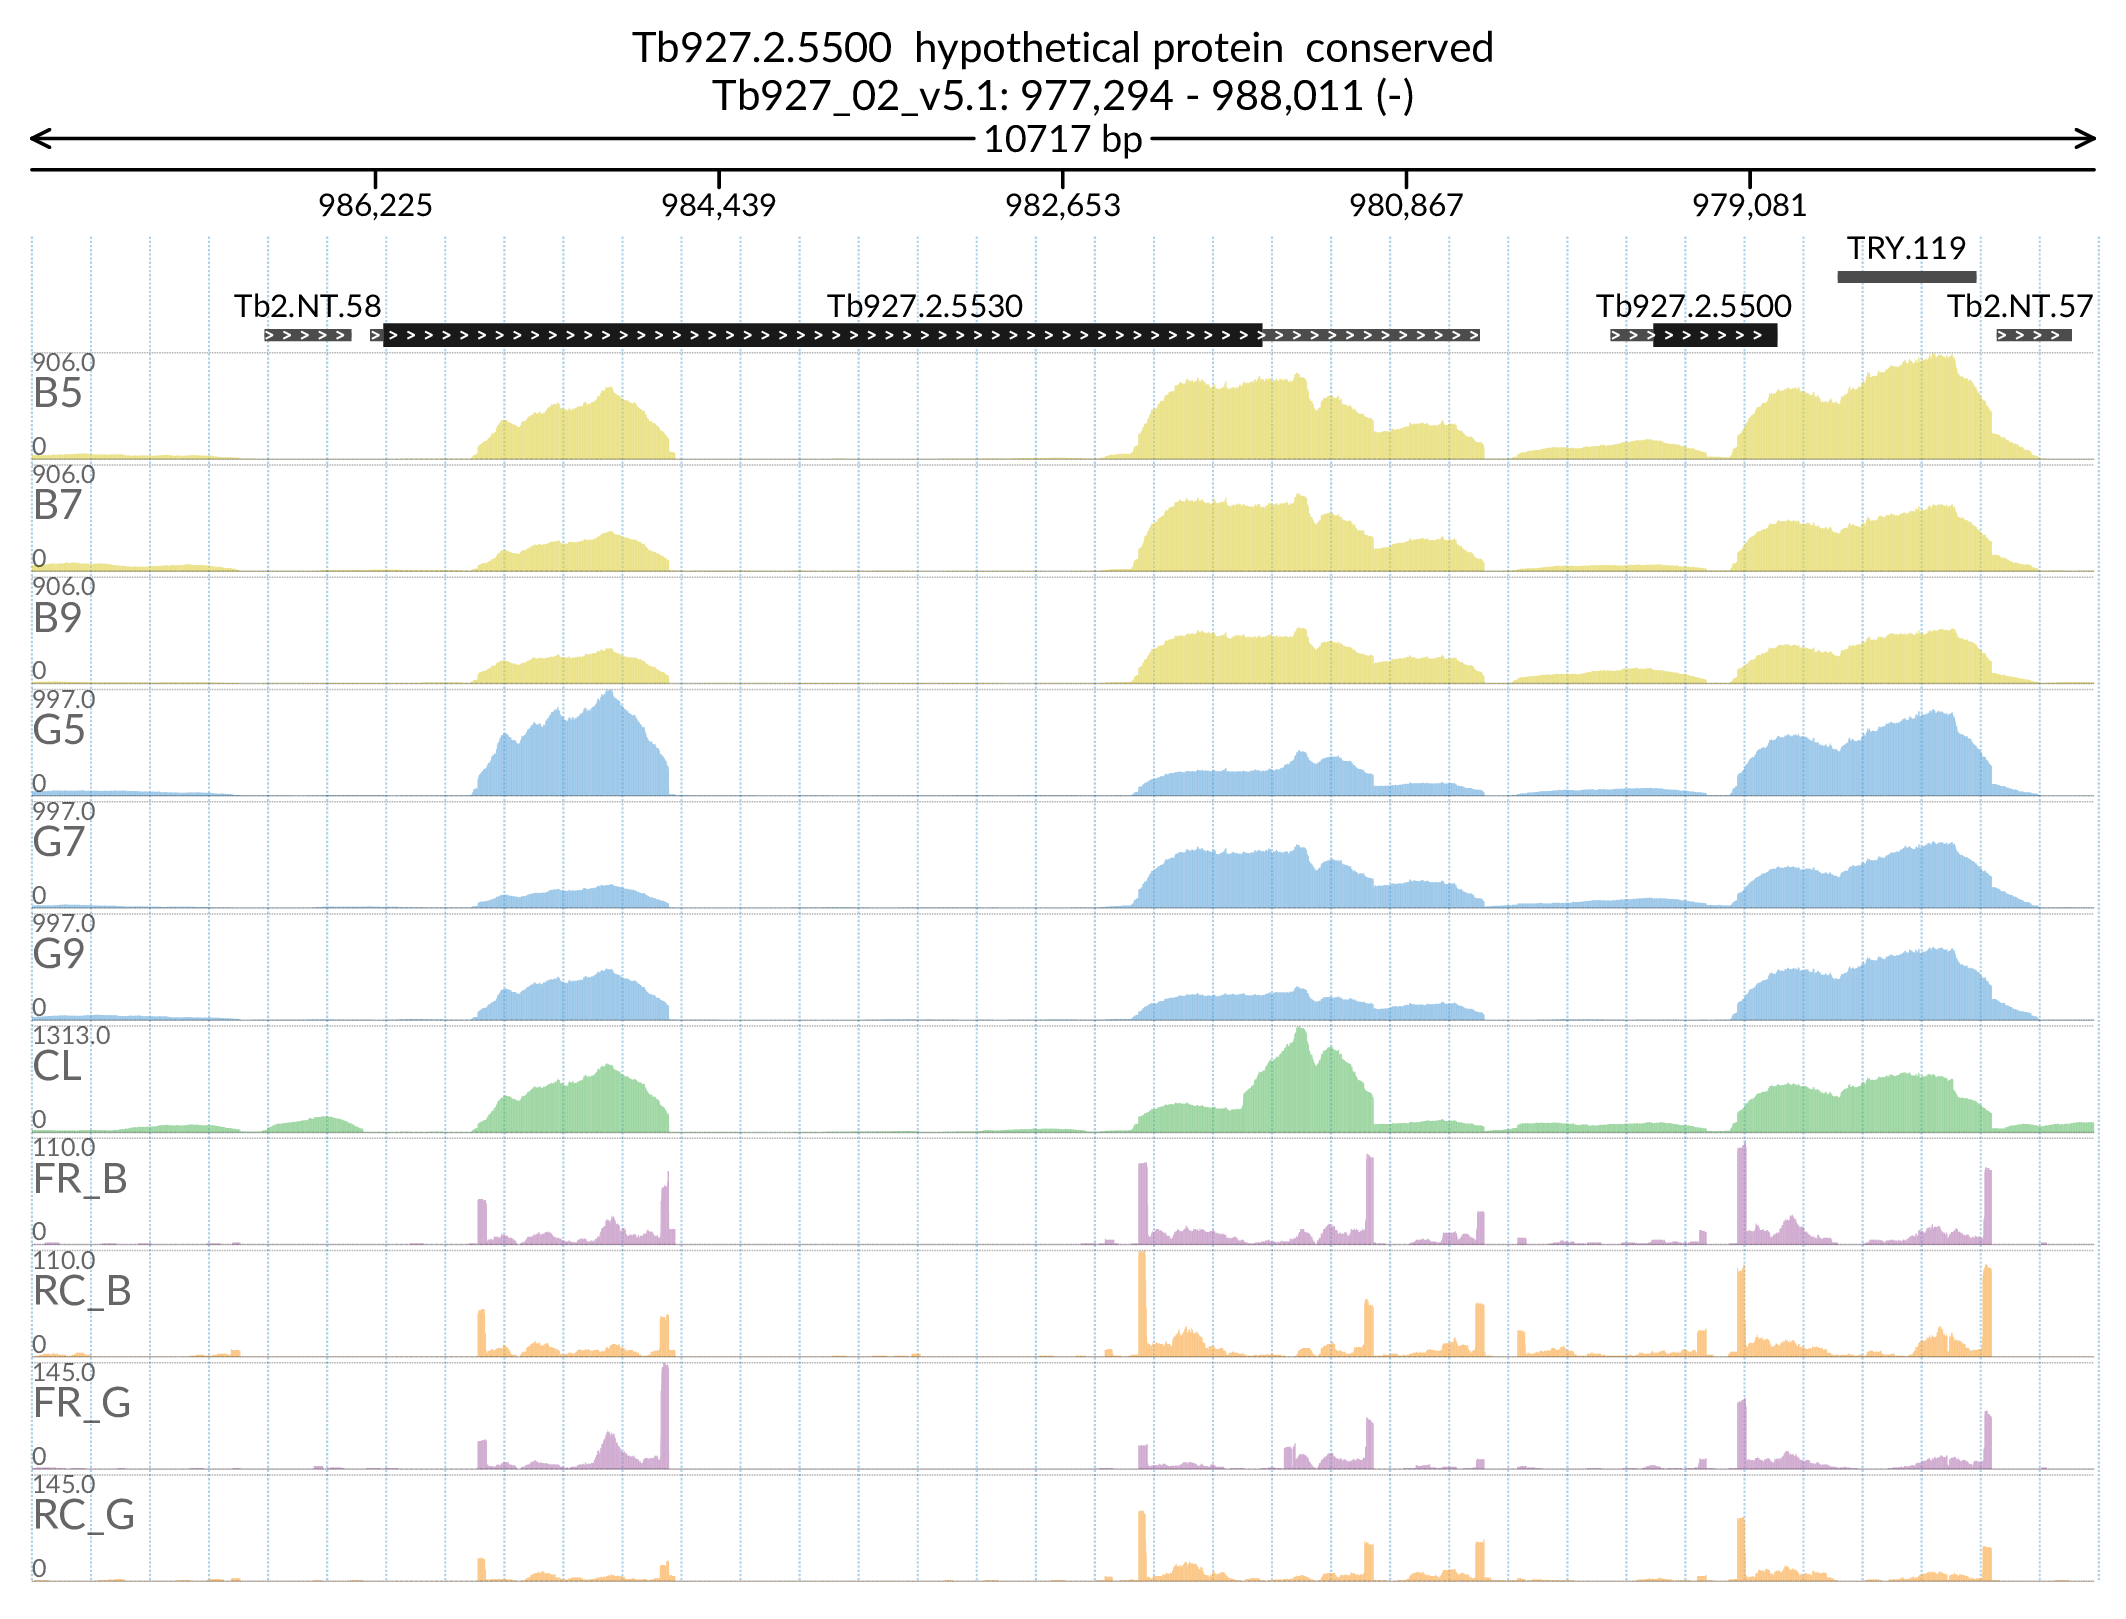 Tb927.2.5500  hypothetical protein  conserved
Tb927_02_v5.1: 977,294 - 988,011 (-)
10717 bp
986,225 984,439 982,653 980,867 979,081
TRY.119
Tb2.NT.58 Tb927.2.5530 Tb927.2.5500 Tb2.NT.57
906.0
B5
0
906.0
B7
0
906.0
B9
0
997.0
G5
0
997.0
G7
0
997.0
G9
0
1313.0
CL
0
110.0
FR_B
0
110.0
RC_B
0
145.0
FR_G
0
145.0
RC_G
0